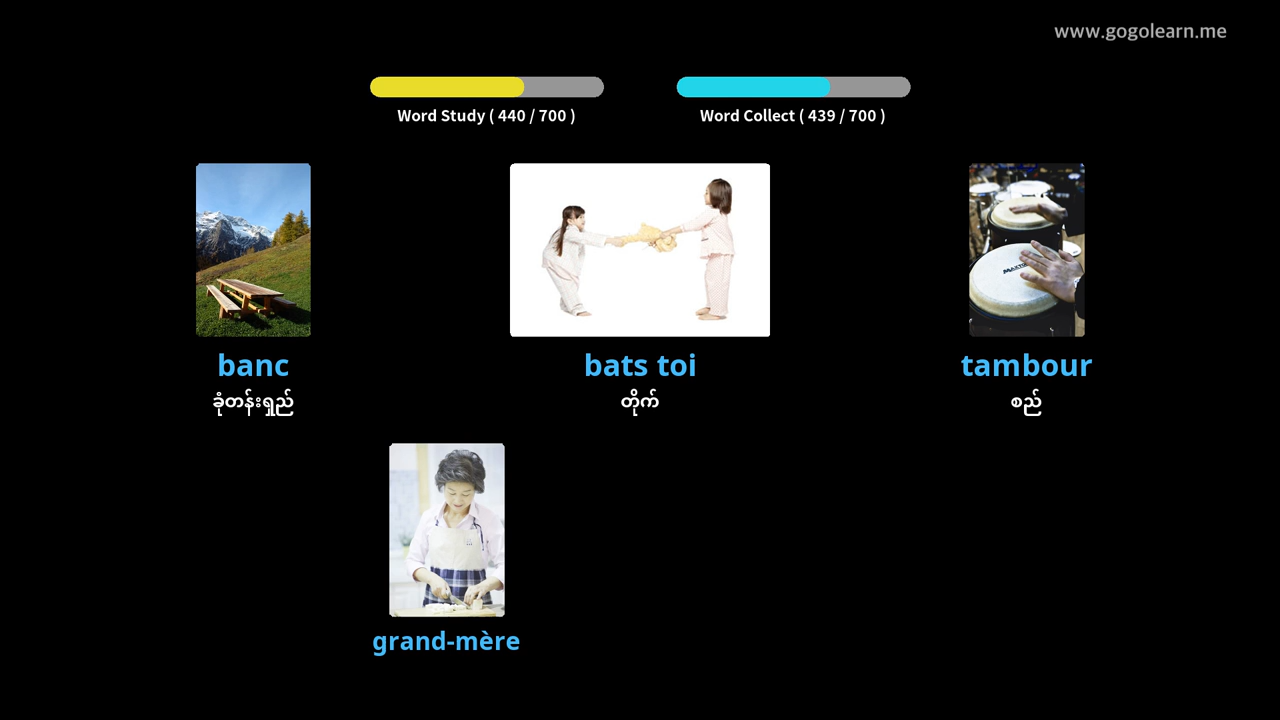 www.gogolearn.me
Word Study ( 440 / 700 )
Word Collect ( 439 / 700 )
banc
ခုံတန်းရှည်
bats toi
တိုက်
tambour
စည်
grand-mère